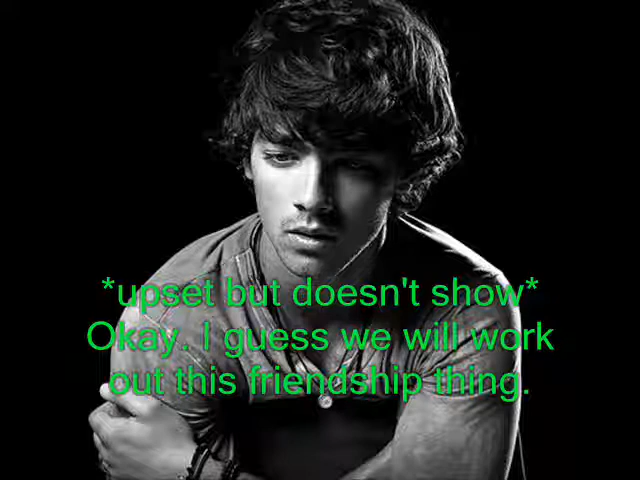 *upset but doesn't show*
Okay. I guess we will work
out this friendship thing.